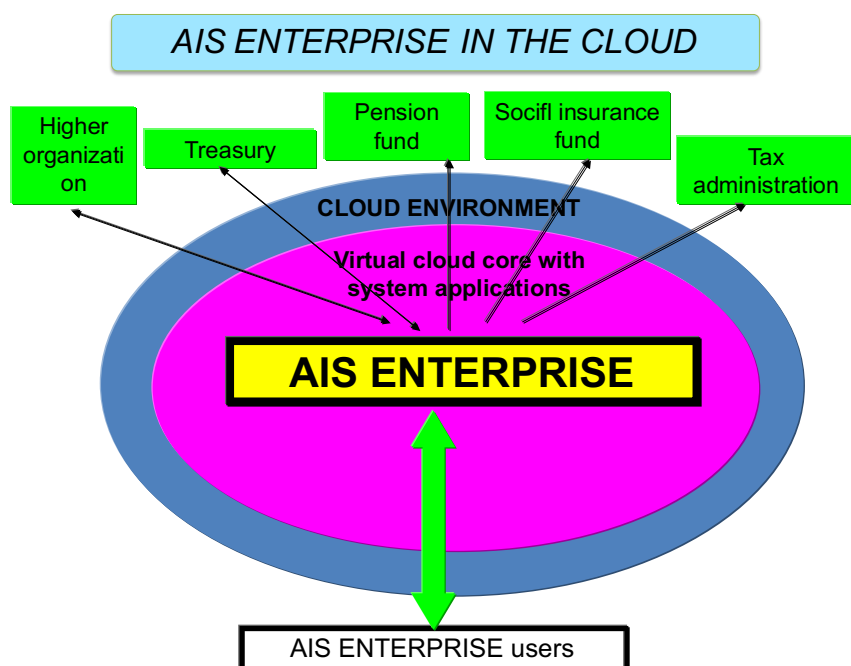 AIS ENTERPRISE IN THE CLOUD
Higher
organizati
on
Treasury
Pension
fund
Socifl insurance
fund
Tax
administration
CLOUD ENVIRONMENT
Virtual cloud core with
system applications
AIS ENTERPRISE
AIS ENTERPRISE users